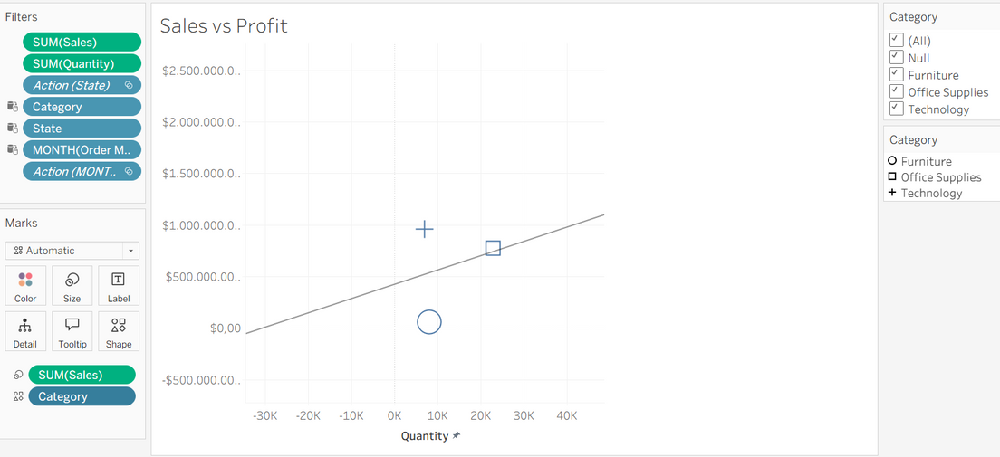 Filters
SUM(Sales)
SUM(Quantity)
Action (State)
Category
State
MONTH(Order M..
Action (MONT..
Marks
Automatic
Color
Size
Label
Detail
Tooltip
Shape
SUM(Sales)
Category
Sales vs Profit
$2.500.000.0..
$2.000.000.0..
$1.500.000.0..
$1.000.000.0..
$500.000.00..
$0,00
-$500.000.00..
-30K -20K -10K 0K 10K 20K 30K 40K
Quantity
Category
(All)
Null
Furniture
Office Supplies
Technology
Category
Furniture
Office Supplies
Technology